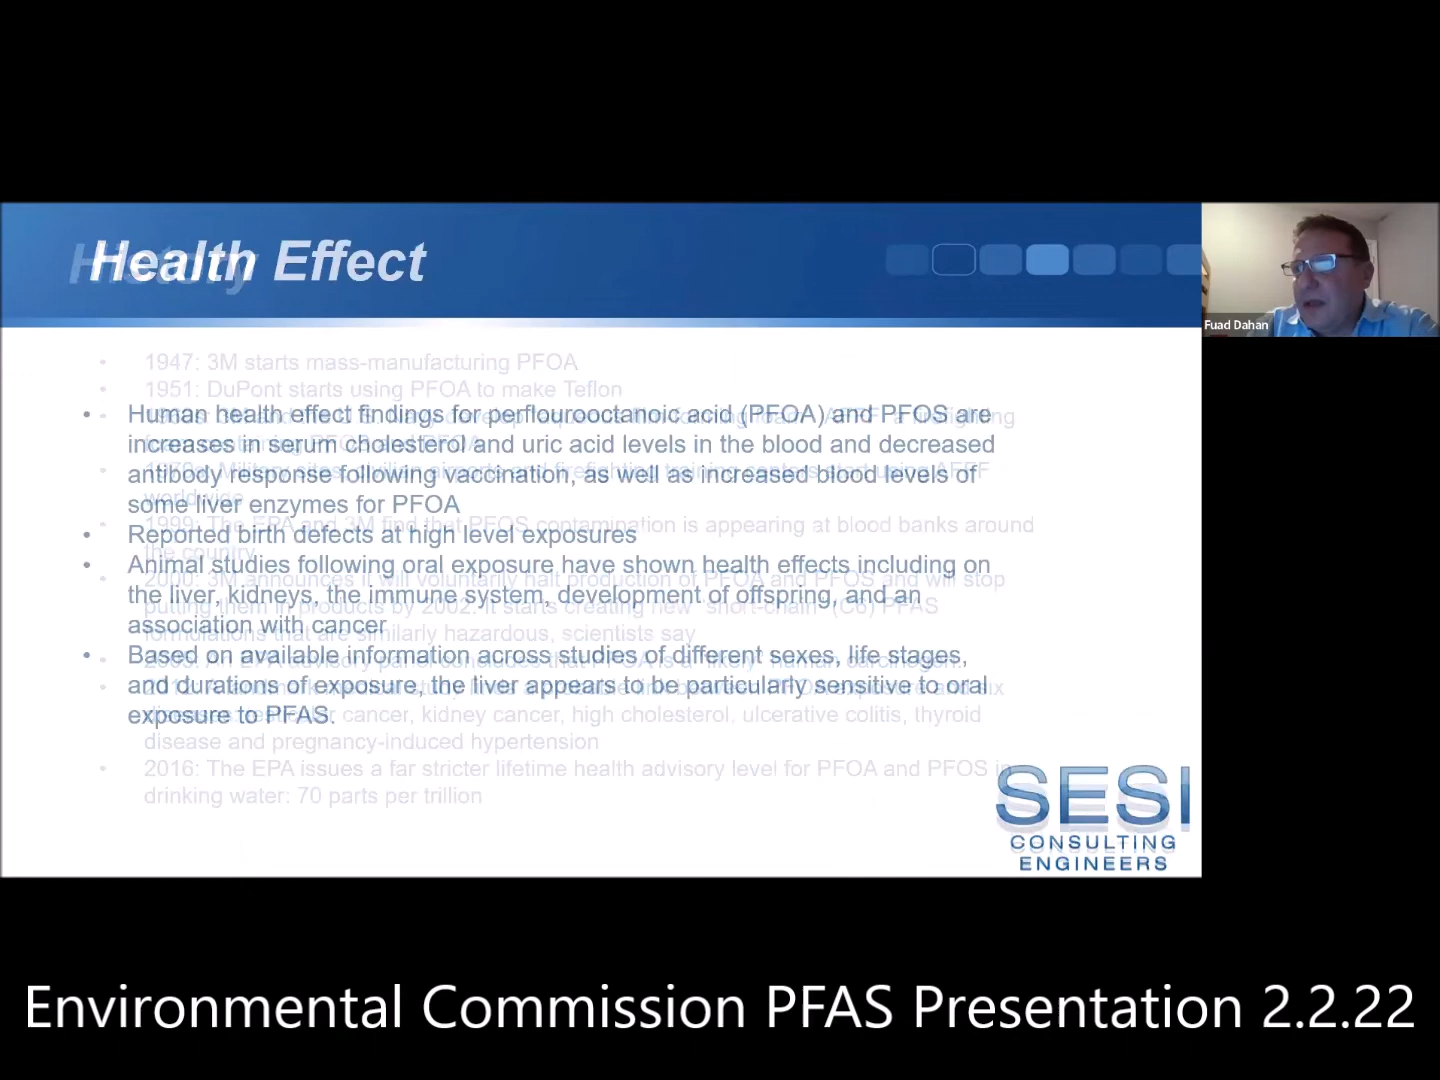 Health Effect
History
1947: 3M starts mass-manufacturing PFOA
1951: DuPont starts using PFOA to make Teflon
• Human health effect findings for perflourooctanoic acid (PFOA) and PFOS are
increases in serum cholesterol and uric acid levels in the blood and decreased
antibody response following vaccination, as well as increased blood levels of
some liver enzymes for PFOA
worldwide
1999: The EPA and 3M find that PFOS contamination is appearing at blood banks around
the country
• Reported birth defects at high level exposures
• Animal studies following oral exposure have shown health effects including on
the liver, kidneys, the immune system, development of offspring, and an
association with cancer
2000: 3M announces it will voluntarily halt production of PFOA and PFOS and will stop
putting them in products by 2002. It starts creating new "short-chain" (C6) PFAS
formulations that are similarly hazardous, scientists say
• Based on available information across studies of different sexes, life stages,
and durations of exposure, the liver appears to be particularly sensitive to oral
exposure to PFAS.
cancer, kidney cancer, high cholesterol, ulcerative colitis, thyroid
disease and pregnancy-induced hypertension
2016: The EPA issues a far stricter lifetime health advisory level for PFOA and PFOS in
drinking water: 70 parts per trillion
SESI
CONSULTING
ENGINEERS
Fuad Dahan
Environmental Commission PFAS Presentation 2.2.22